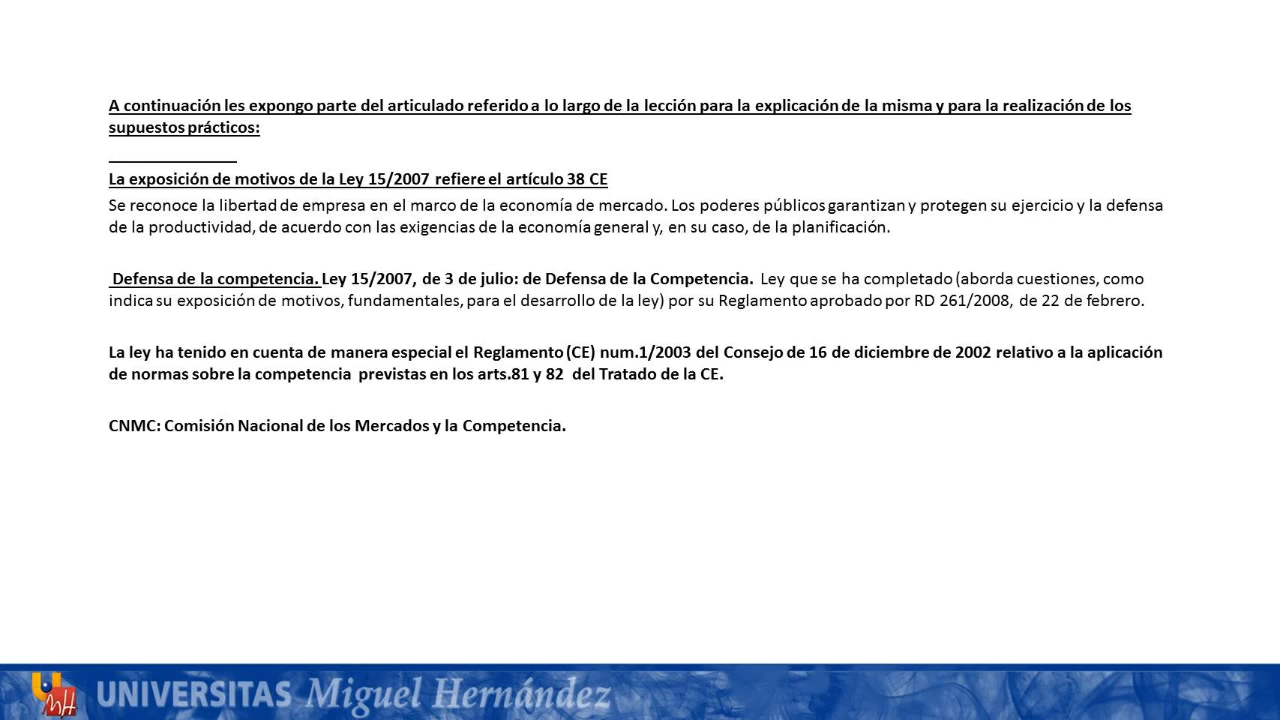 A continuación les expongo parte del articulado referido a lo largo de la lección para la explicación de la misma y para la realización de los
supuestos prácticos:
La exposición de motivos de la Ley 15/2007 refiere el artículo 38 CE
Se reconoce la libertad de empresa en el marco de la economía de mercado. Los poderes públicos garantizan y protegen su ejercicio y la defensa
de la productividad, de acuerdo con las exigencias de la economía general y, en su caso, de la planificación.
Defensa de la competencia. Ley 15/2007, de 3 de julio: de Defensa de la Competencia. Ley que se ha completado (aborda cuestiones, como
indica su exposición de motivos, fundamentales, para el desarrollo de la ley) por su Reglamento aprobado por RD 261/2008, de 22 de febrero.
La ley ha tenido en cuenta de manera especial el Reglamento (CE) num.1/2003 del Consejo de 16 de diciembre de 2002 relativo a la aplicación
de normas sobre la competencia previstas en los arts.81 y 82 del Tratado de la CE.
CNMC: Comisión Nacional de los Mercados y la Competencia.
UNIVERSITAS Miguel Hernández